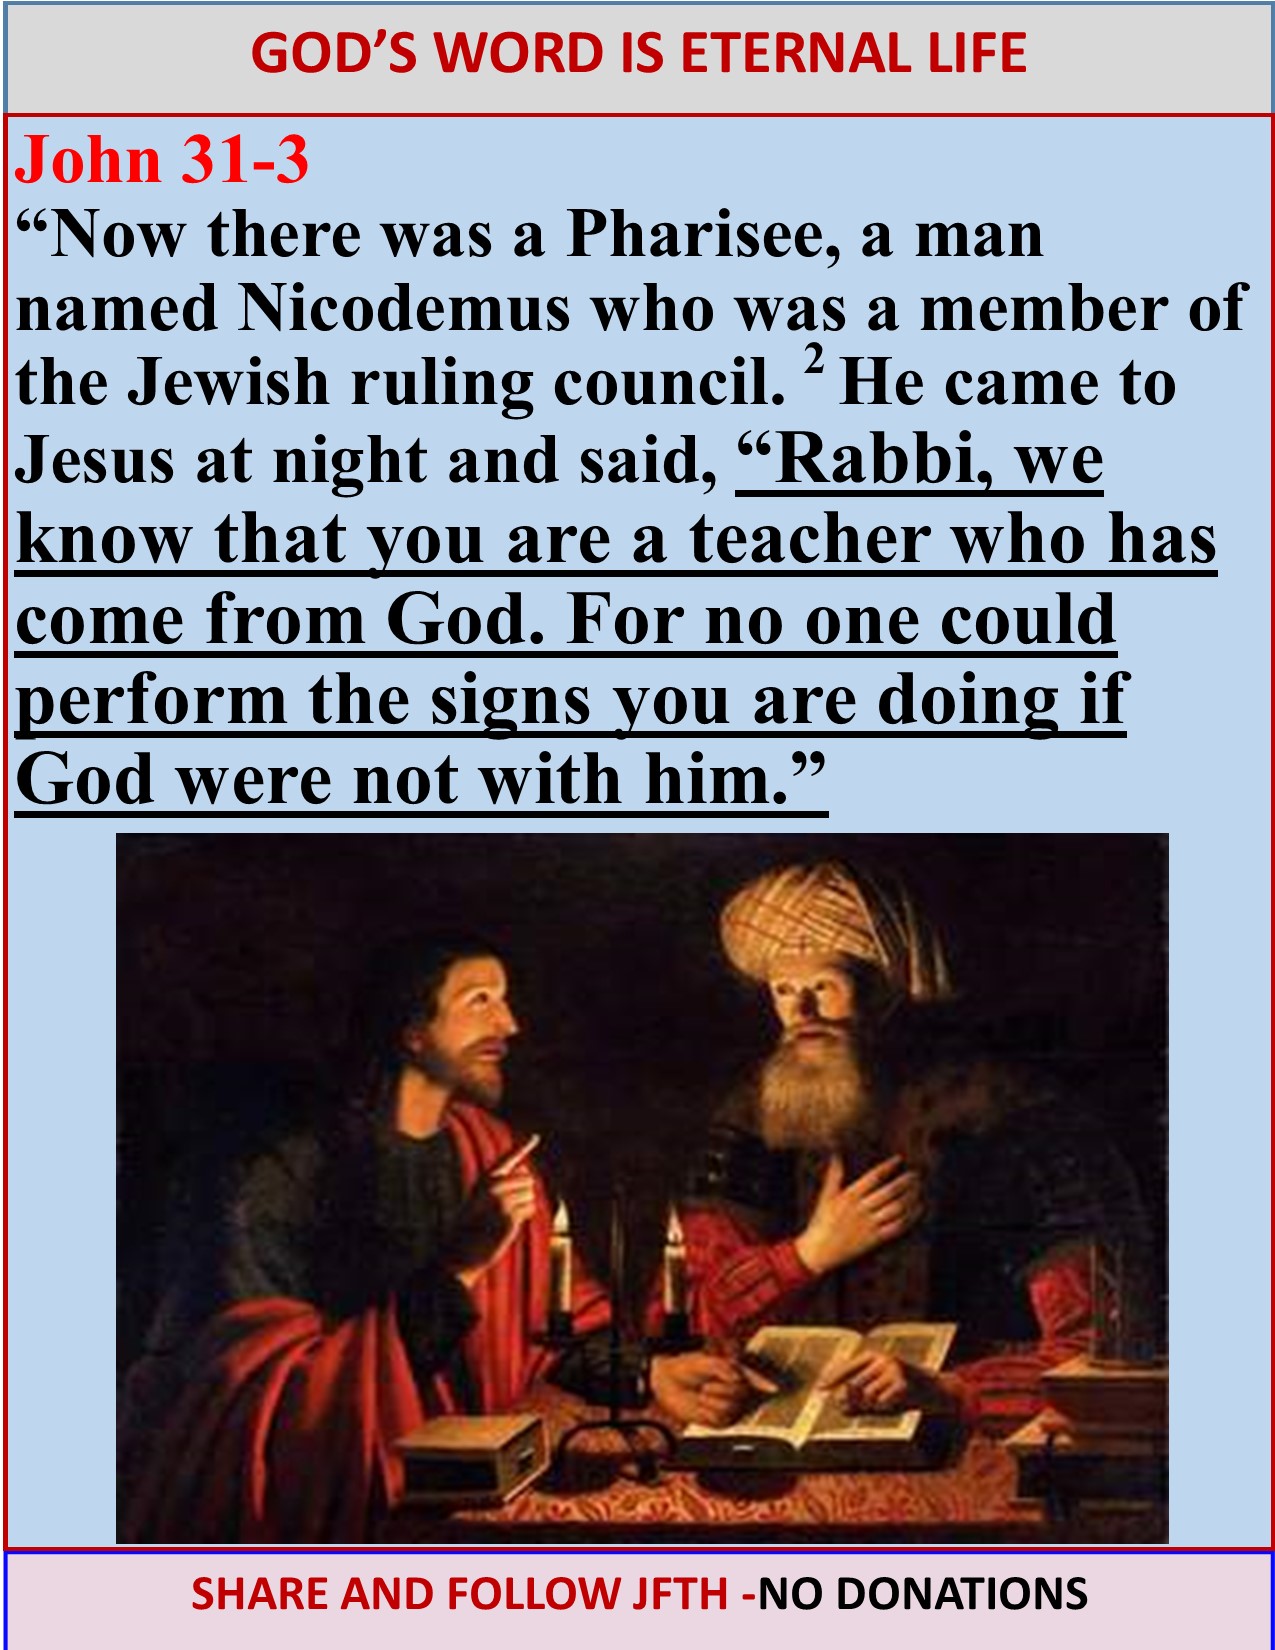 GOD’S WORD IS ETERNAL LIFE
John 31-3
“Now there was a Pharisee, a man
named Nicodemus who was a member of
the Jewish ruling council. 2 He came to
Jesus at night and said, “Rabbi, we
know that you are a teacher who has
come from God. For no one could
perform the signs you are doing if
God were not with him.”
SHARE AND FOLLOW JFTH -NO DONATIONS